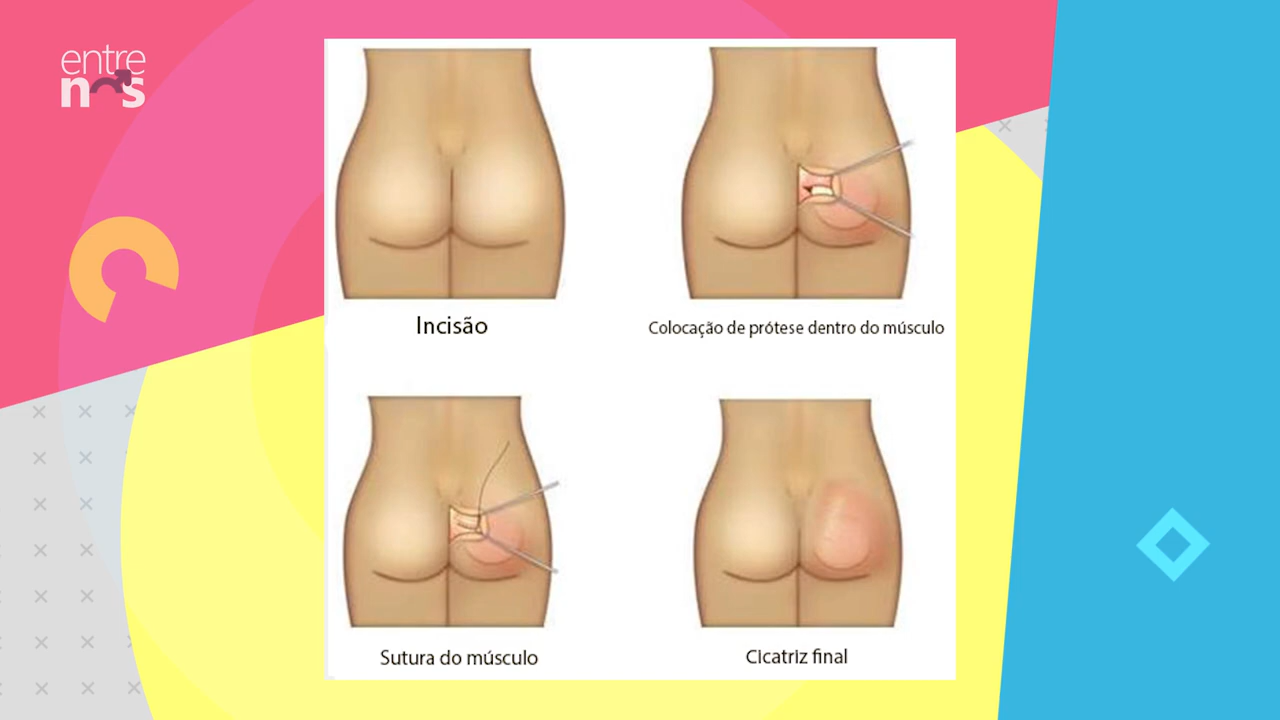 entre
nós
Incisão
Colocação de prótese dentro do músculo
Sutura do músculo
Cicatriz final